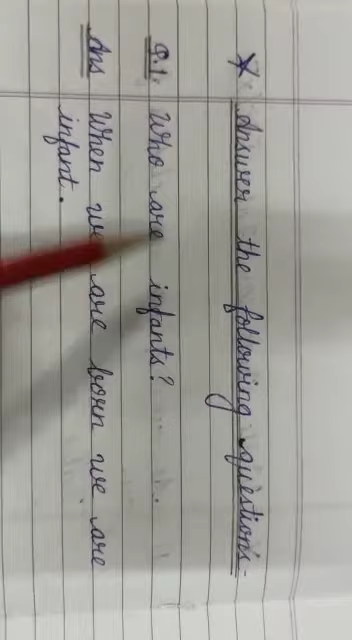 * Answer the following questions-
Q.1. Who are infants?
Ans When we are born we are
infant.